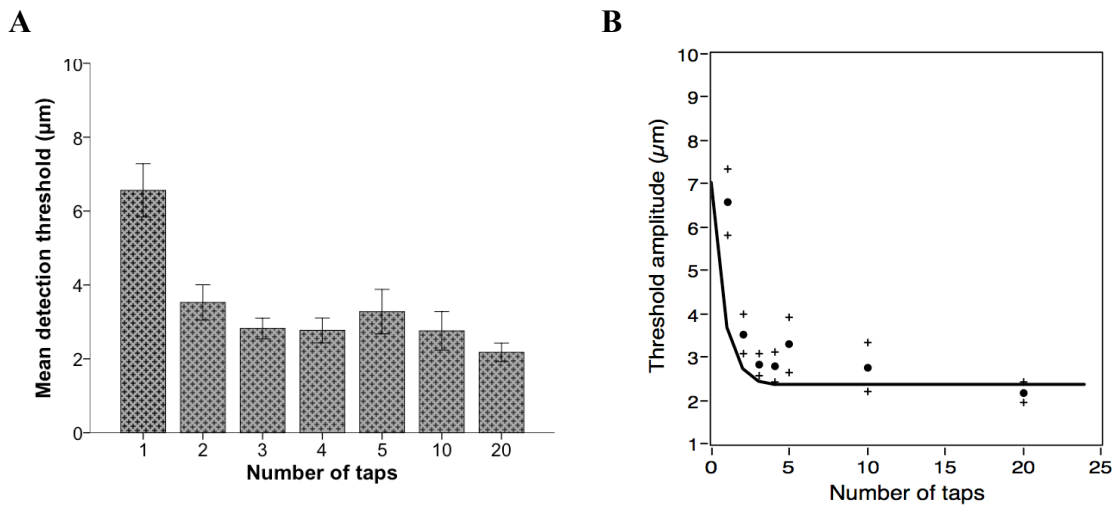 A
B
Mean detection threshold (µm)
10
8
6
4
2
0
1 2 3 4 5 10 20
Number of taps
Threshold amplitude (µm)
10
9
8
7
6
5
4
3
2
1
0 5 10 15 20 25
Number of taps